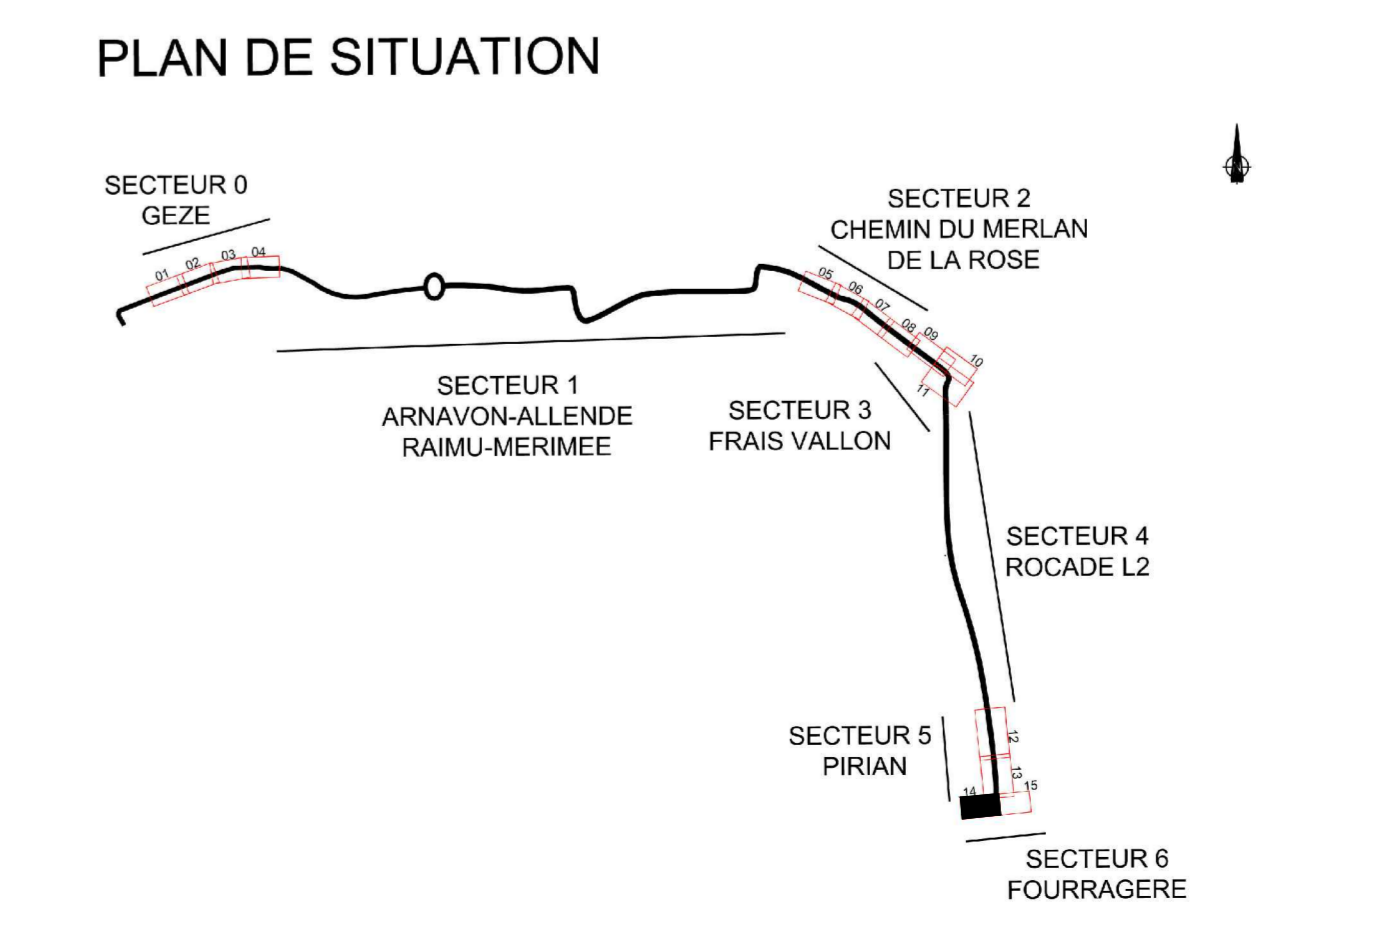 PLAN DE SITUATION
SECTEUR 0
GEZE
01
02
03
04
SECTEUR 1
ARNAVON-ALLENDE
RAIMU-MERIMEE
SECTEUR 2
CHEMIN DU MERLAN
DE LA ROSE
05
06
07
08
09
10
11
SECTEUR 3
FRAIS VALLON
SECTEUR 4
ROCADE L2
12
13
SECTEUR 5
PIRIAN
14
15
SECTEUR 6
FOURRAGERE